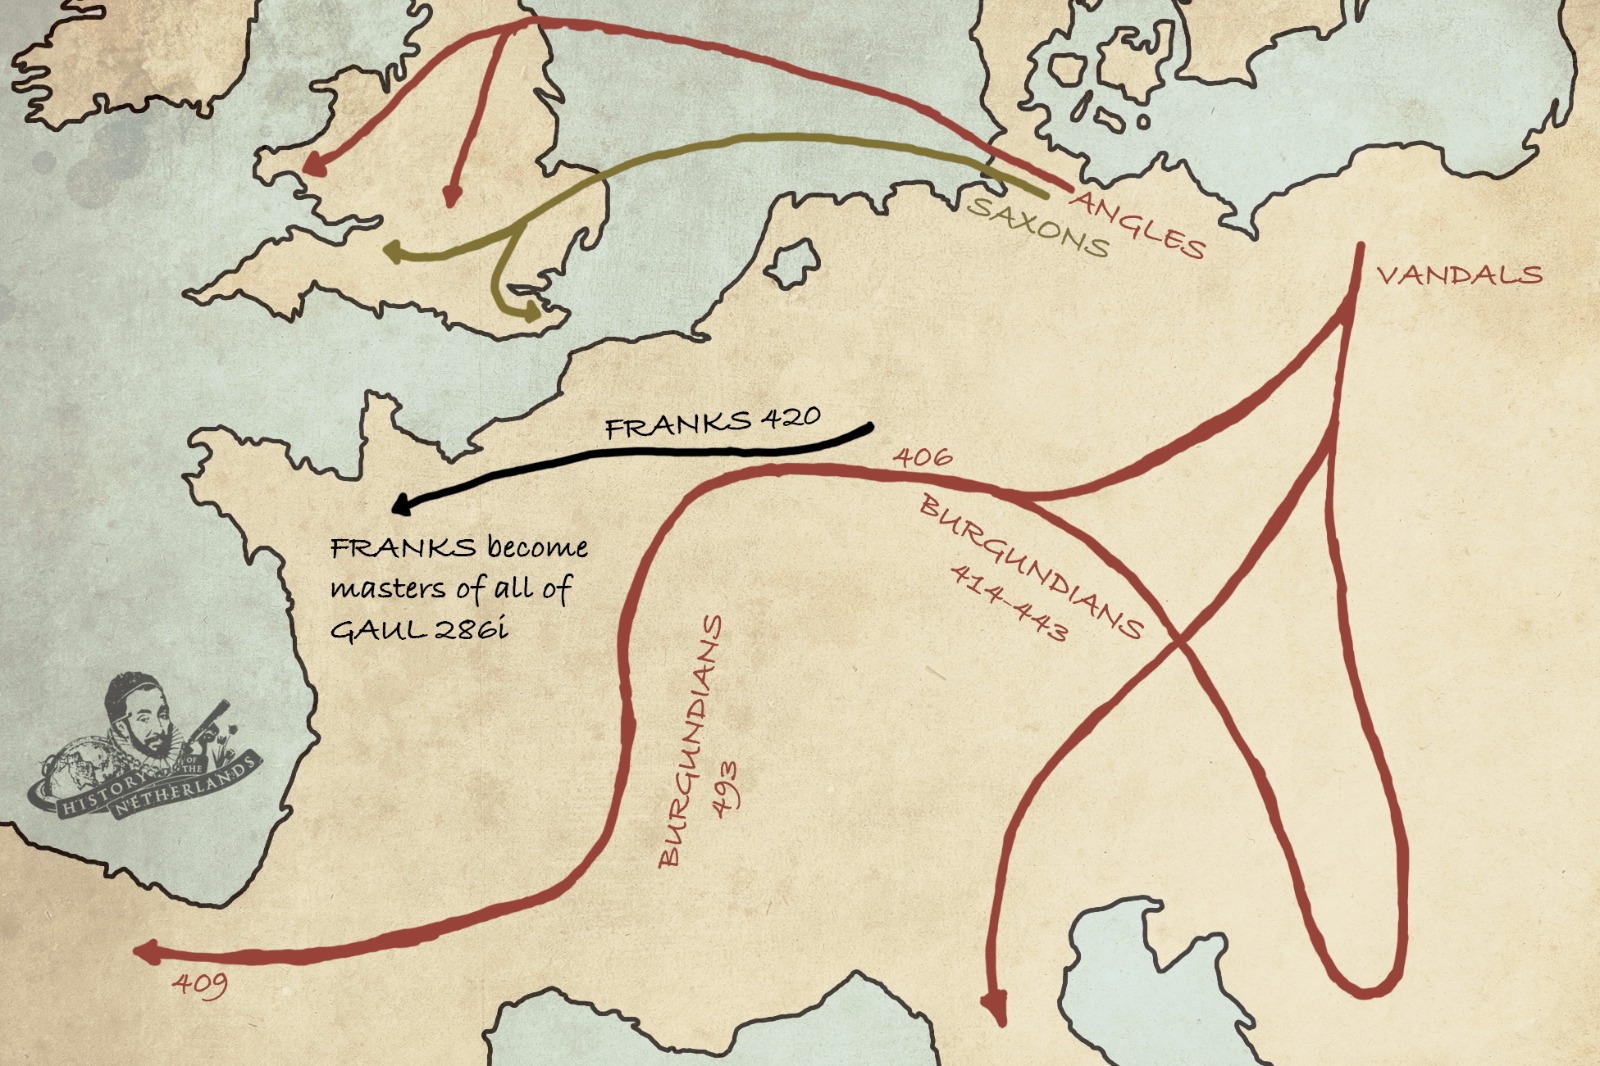 SAXONS
ANGLES
VANDALS
FRANKS 420
406
BURGUNDIANS
414-443
FRANKS become
masters of all of
GAUL 286i
BURGUNDIANS
493
HISTORY
OF
THE
NETHERLANDS
409